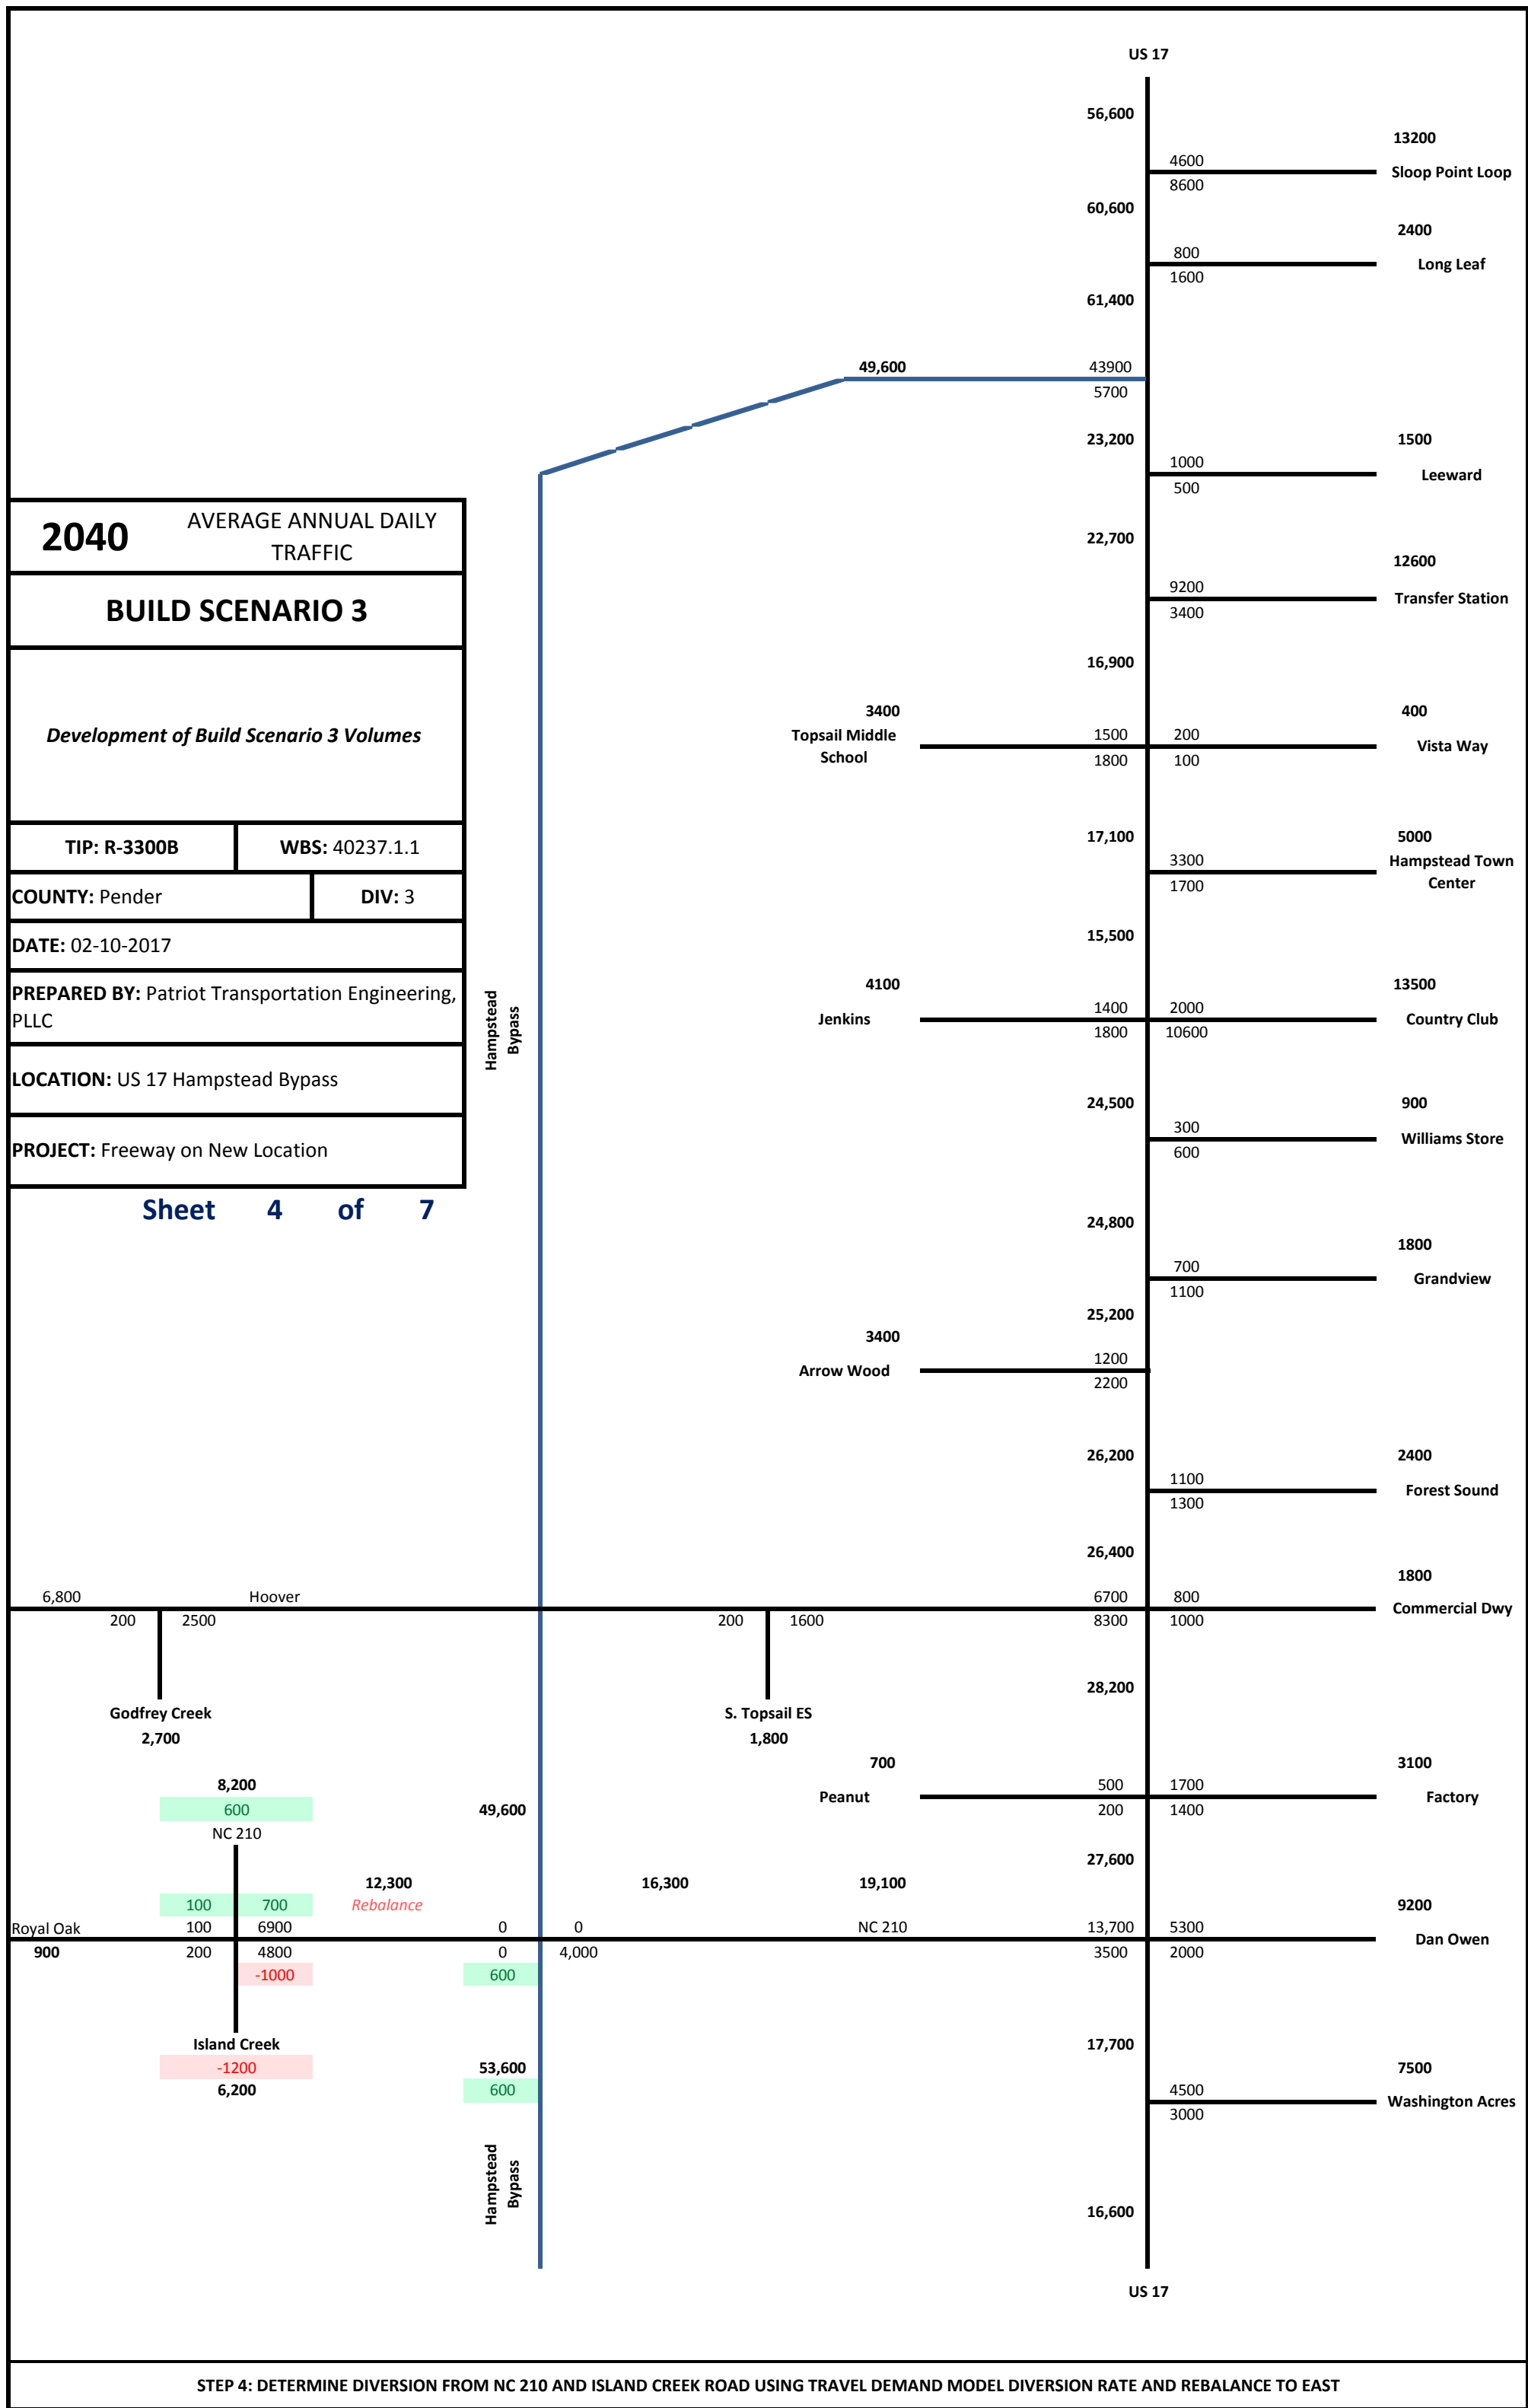 US 17
56,600
13200
4600
Sloop Point Loop
8600
60,600
2400
800
Long Leaf
1600
61,400
49,600
43900
5700
23,200
1500
1000
Leeward
500
2040
AVERAGE ANNUAL DAILY
TRAFFIC
22,700
12600
BUILD SCENARIO 3
9200
Transfer Station
3400
16,900
Development of Build Scenario 3 Volumes
3400
400
Topsail Middle
School
1500
200
Vista Way
1800
100
TIP: R-3300B
WBS: 40237.1.1
17,100
5000
3300
Hampstead Town
Center
1700
COUNTY: Pender
DIV: 3
DATE: 02-10-2017
15,500
PREPARED BY: Patriot Transportation Engineering,
PLLC
Hampstead
Bypass
4100
13500
Jenkins
1400
2000
Country Club
1800
10600
LOCATION: US 17 Hampstead Bypass
24,500
900
PROJECT: Freeway on New Location
300
Williams Store
600
Sheet 4 of 7
24,800
1800
700
Grandview
1100
25,200
3400
1200
Arrow Wood
2200
26,200
2400
1100
Forest Sound
1300
26,400
1800
6,800
Hoover
6700
800
Commercial Dwy
200
2500
200
1600
8300
1000
28,200
Godfrey Creek
S. Topsail ES
2,700
1,800
700
3100
8,200
500
1700
600
49,600
Peanut
Factory
200
1400
NC 210
27,600
12,300
16,300
19,100
100
700
Rebalance
9200
Royal Oak
100
6900
0
0
NC 210
13,700
5300
Dan Owen
900
200
4800
0
4,000
3500
2000
-1000
600
Island Creek
17,700
-1200
53,600
7500
6,200
600
4500
Washington Acres
3000
Hampstead
Bypass
16,600
US 17
STEP 4: DETERMINE DIVERSION FROM NC 210 AND ISLAND CREEK ROAD USING TRAVEL DEMAND MODEL DIVERSION RATE AND REBALANCE TO EAST